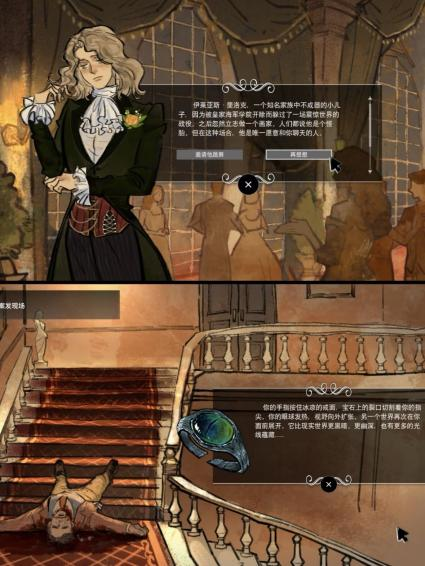 伊莱亚斯·里洛克，一个知名家族中不成器的小儿
子，因为被皇家海军学院开除而躲过了一场震惊世界的
战役，之后忽然立志做一个画家，人们都说他是个怪
胎，但在这种场合，他是唯一愿意和你聊天的人。
邀请他跳舞
再想想
案发现场
你的手指按住冰凉的戒面，宝石上的裂口切割着你的指
尖，你的眼球发热，视野向外扩张，另一个世界再次在你
面前展开，它比现实世界更黑暗，更幽深，也有更多的光
线蕴藏……